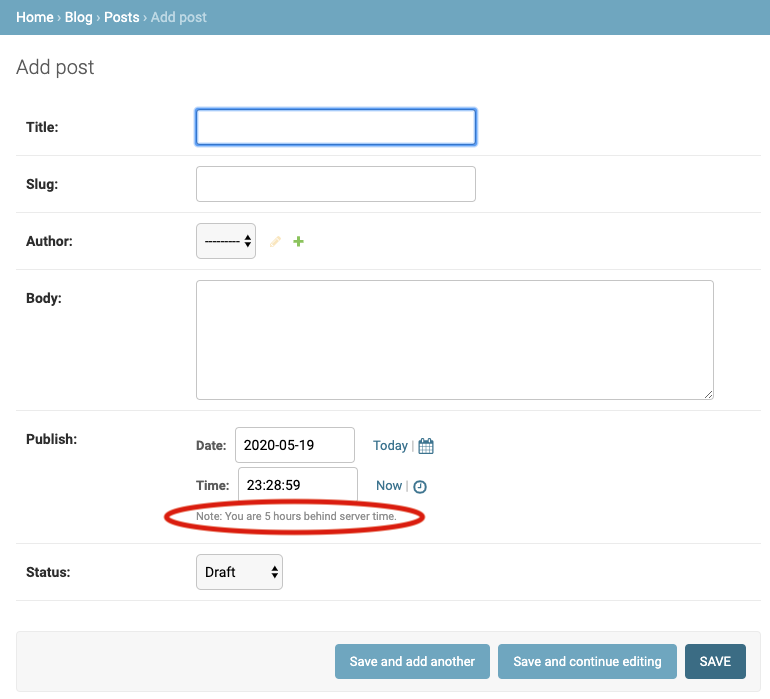 Home › Blog › Posts › Add post
Add post
Title:
Slug:
Author: ---------
Body:
Publish: Date: 2020-05-19 Today |
Time: 23:28:59 Now |
Note: You are 5 hours behind server time.
Status: Draft
Save and add another Save and continue editing SAVE